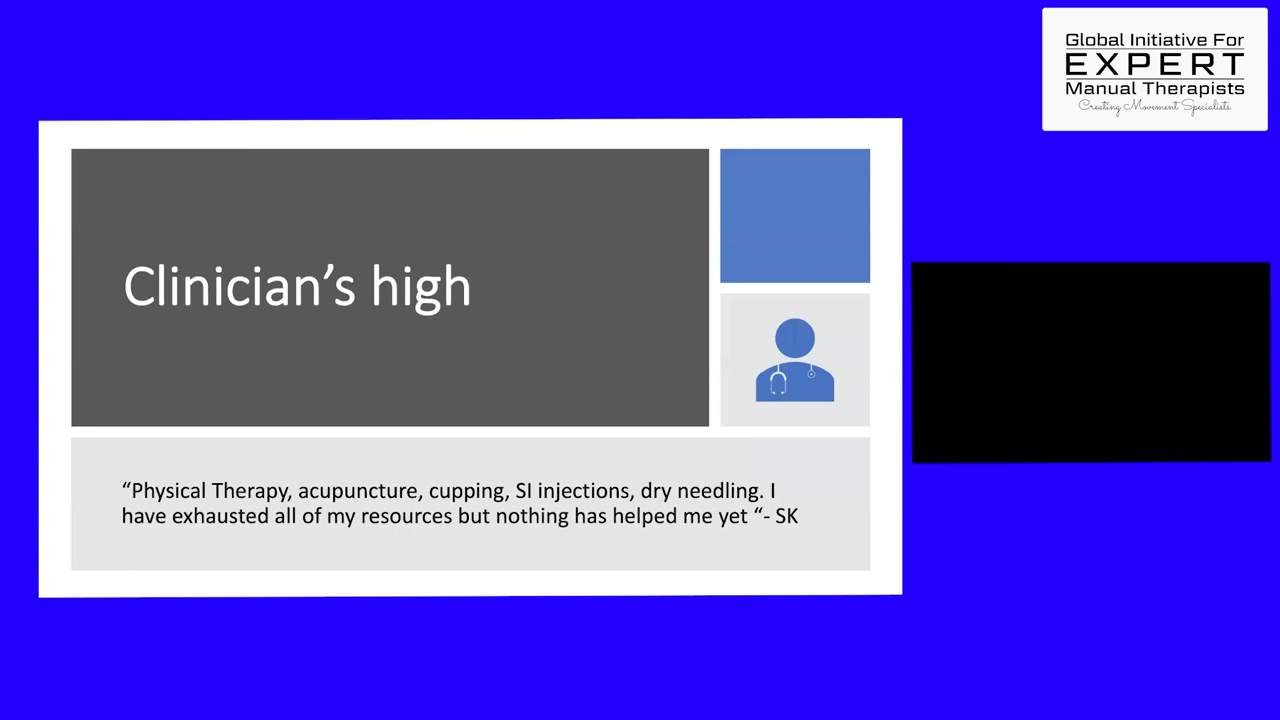 Global Initiative For
EXPERT
Manual Therapists
Creating Movement Specialists
Clinician’s high
“Physical Therapy, acupuncture, cupping, SI injections, dry needling. I
have exhausted all of my resources but nothing has helped me yet “- SK